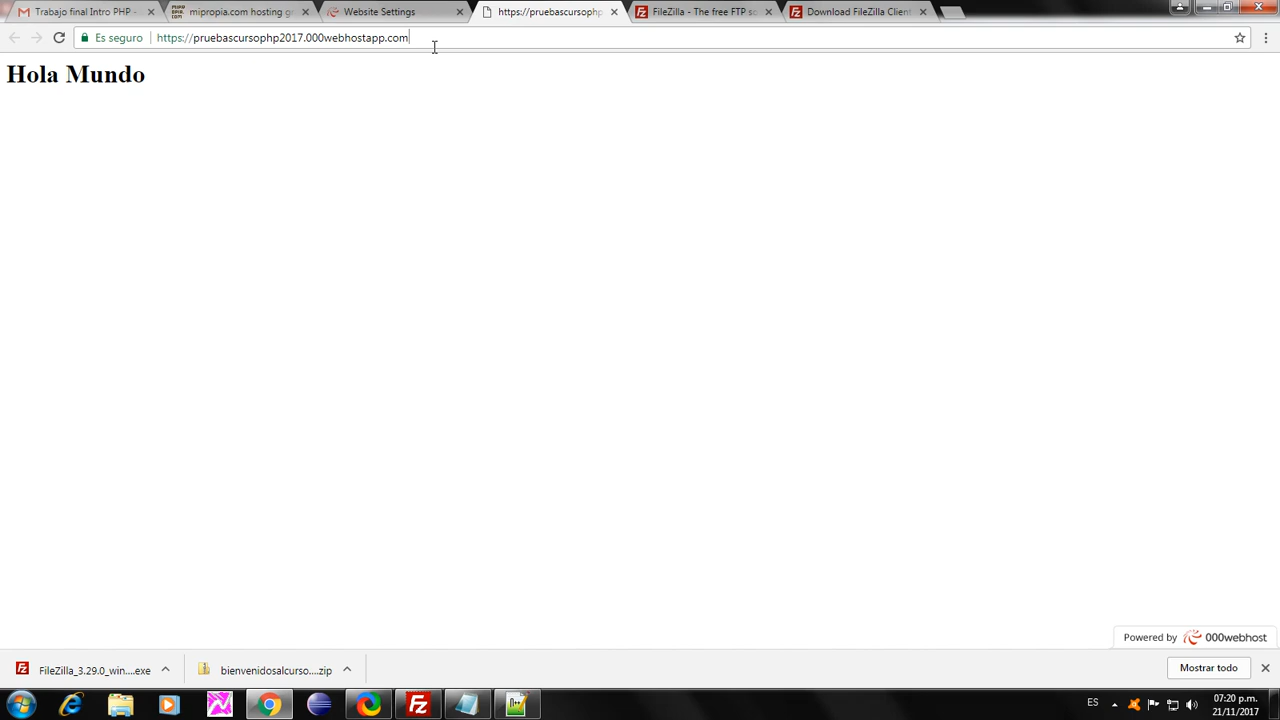 Trabajo final Intro PHP -
mipropia.com hosting gr
Website Settings
https://pruebascursophp
FileZilla - The free FTP so
Download FileZilla Client
Es seguro
https://pruebascursophp2017.000webhostapp.com
Hola Mundo
Powered by 000webhost
FileZilla_3.29.0_win....exe
bienvenidosalcurso....zip
Mostrar todo
ES
07:20 p.m.
21/11/2017